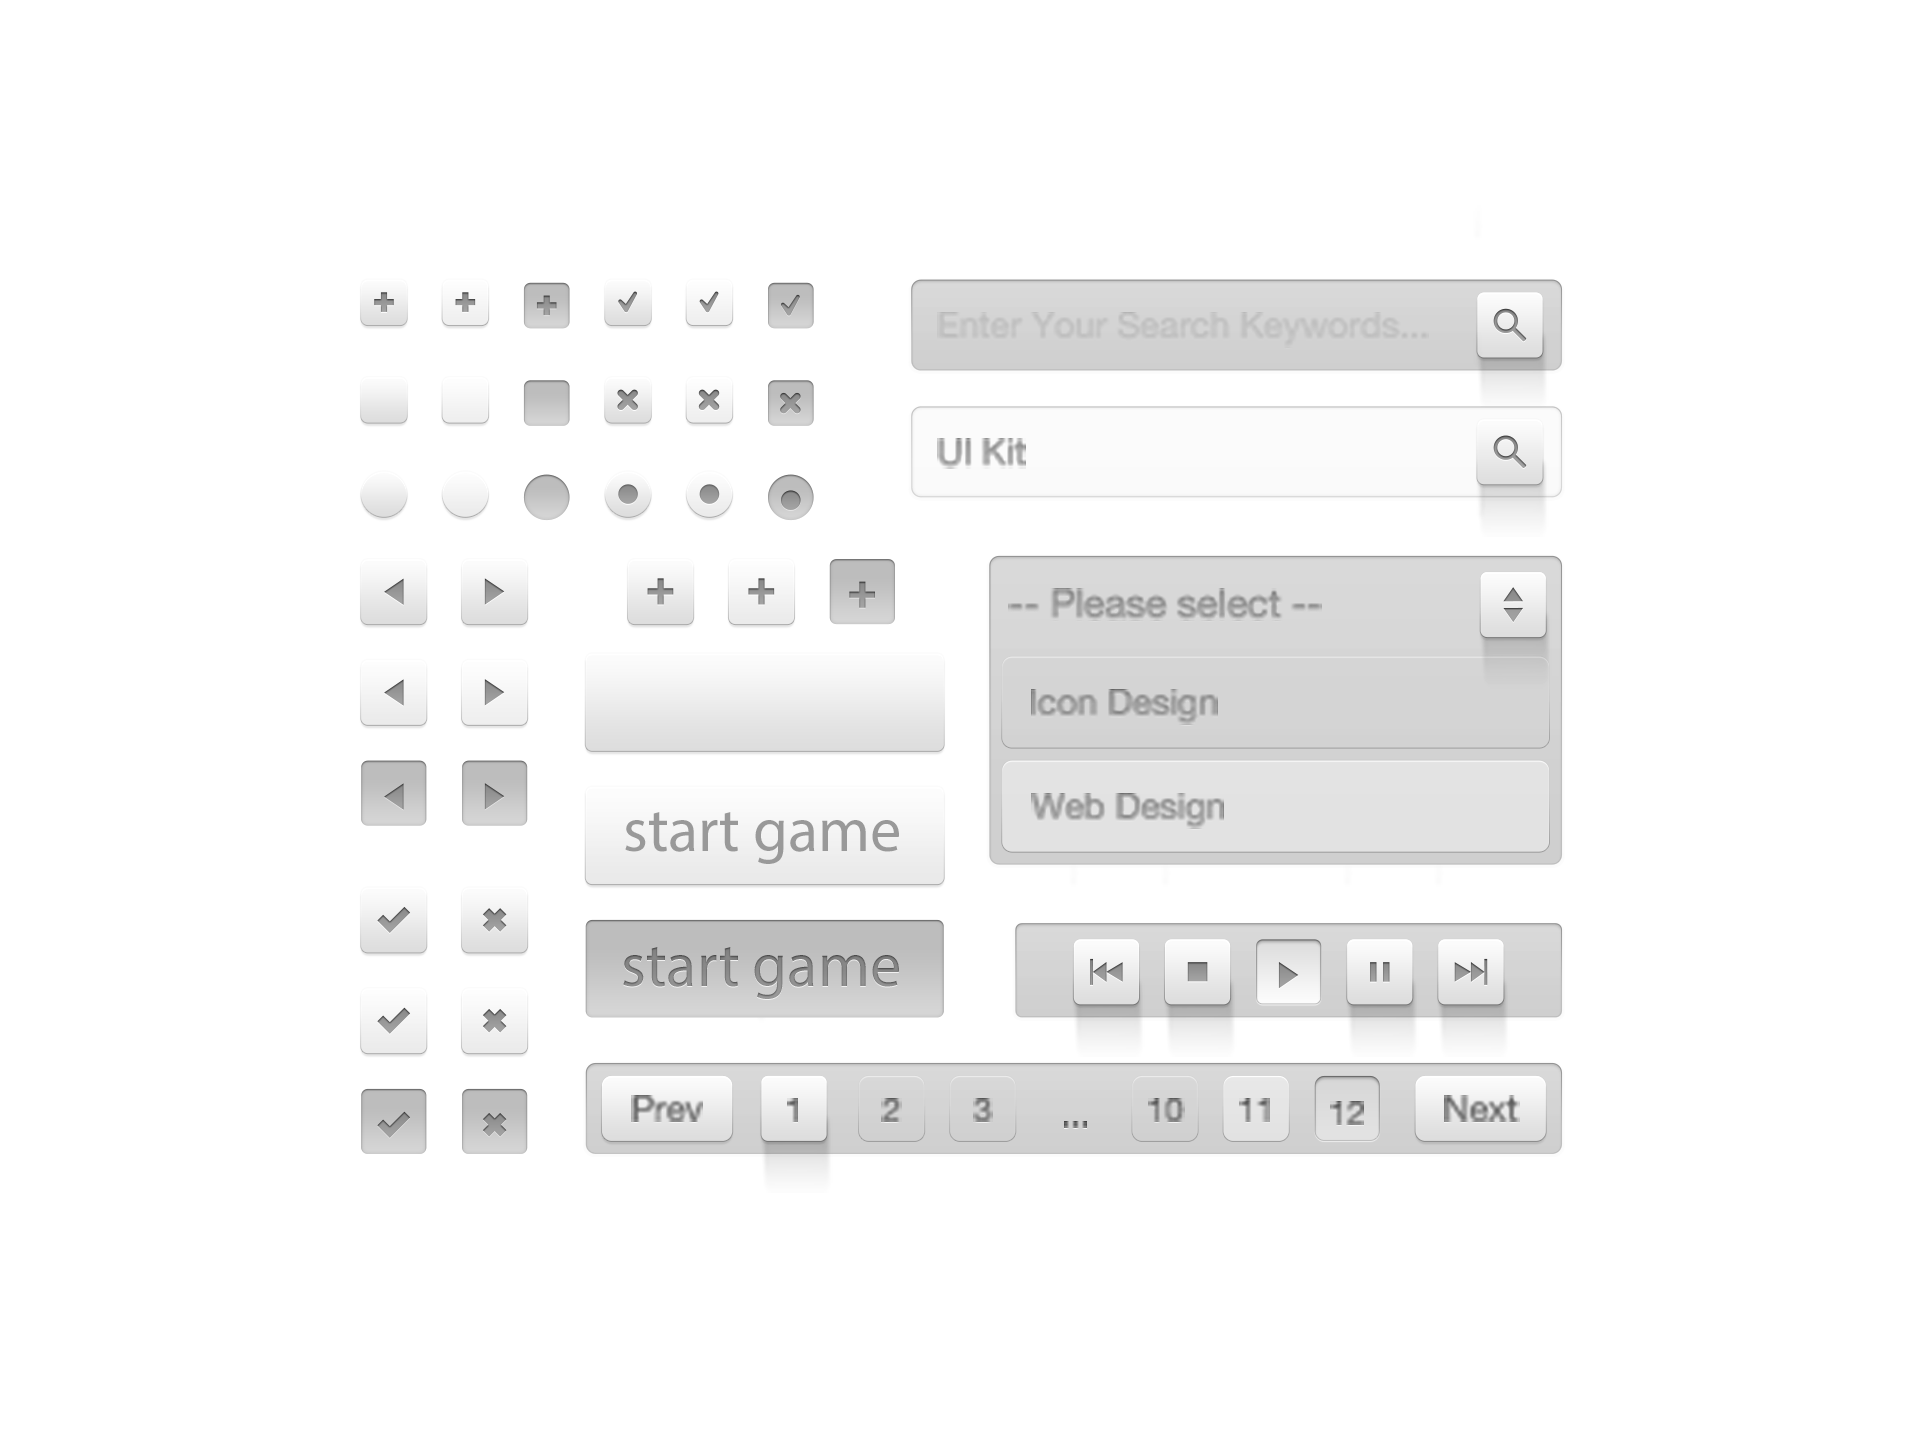 Enter Your Search Keywords...
UI Kit
-- Please select --
Icon Design
Web Design
start game
start game
Prev 1 2 3 ... 10 11 12 Next